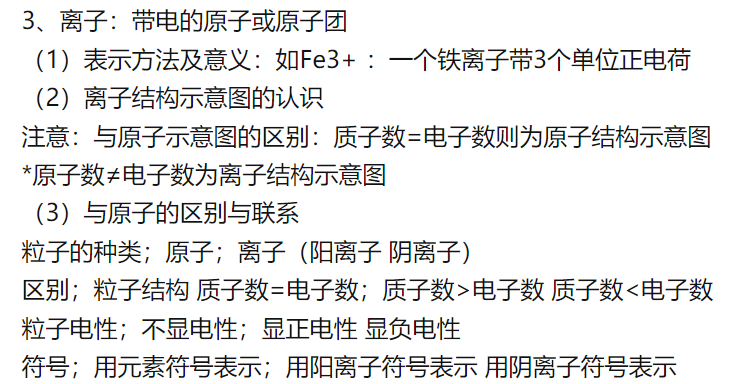 3、离子：带电的原子或原子团
（1）表示方法及意义：如Fe3+ ：一个铁离子带3个单位正电荷
（2）离子结构示意图的认识
注意：与原子示意图的区别：质子数=电子数则为原子结构示意图
*原子数≠电子数为离子结构示意图
（3）与原子的区别与联系
粒子的种类；原子；离子（阳离子 阴离子）
区别；粒子结构 质子数=电子数；质子数>电子数 质子数<电子数
粒子电性；不显电性；显正电性 显负电性
符号；用元素符号表示；用阳离子符号表示 用阴离子符号表示